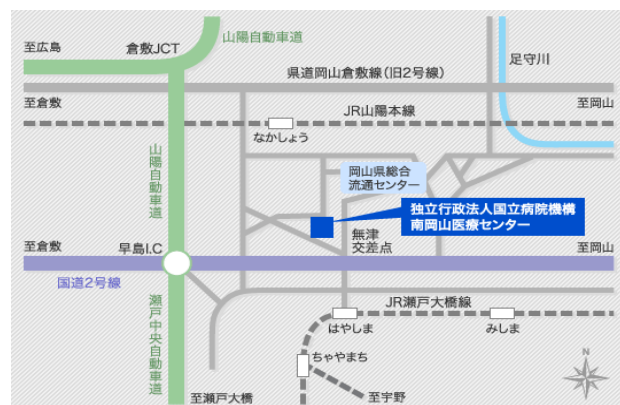 山陽自動車道
至広島
倉敷JCT
足守川
県道岡山倉敷線（旧2号線）
至倉敷
JR山陽本線
至岡山
なかしょう
山陽自動車道
岡山県総合
流通センター
独立行政法人国立病院機構
南岡山医療センター
無津
交差点
至倉敷
早島I.C
至岡山
国道2号線
瀬戸中央自動車道
JR瀬戸大橋線
はやしま
みしま
ちゃやまち
N
至瀬戸大橋
至宇野